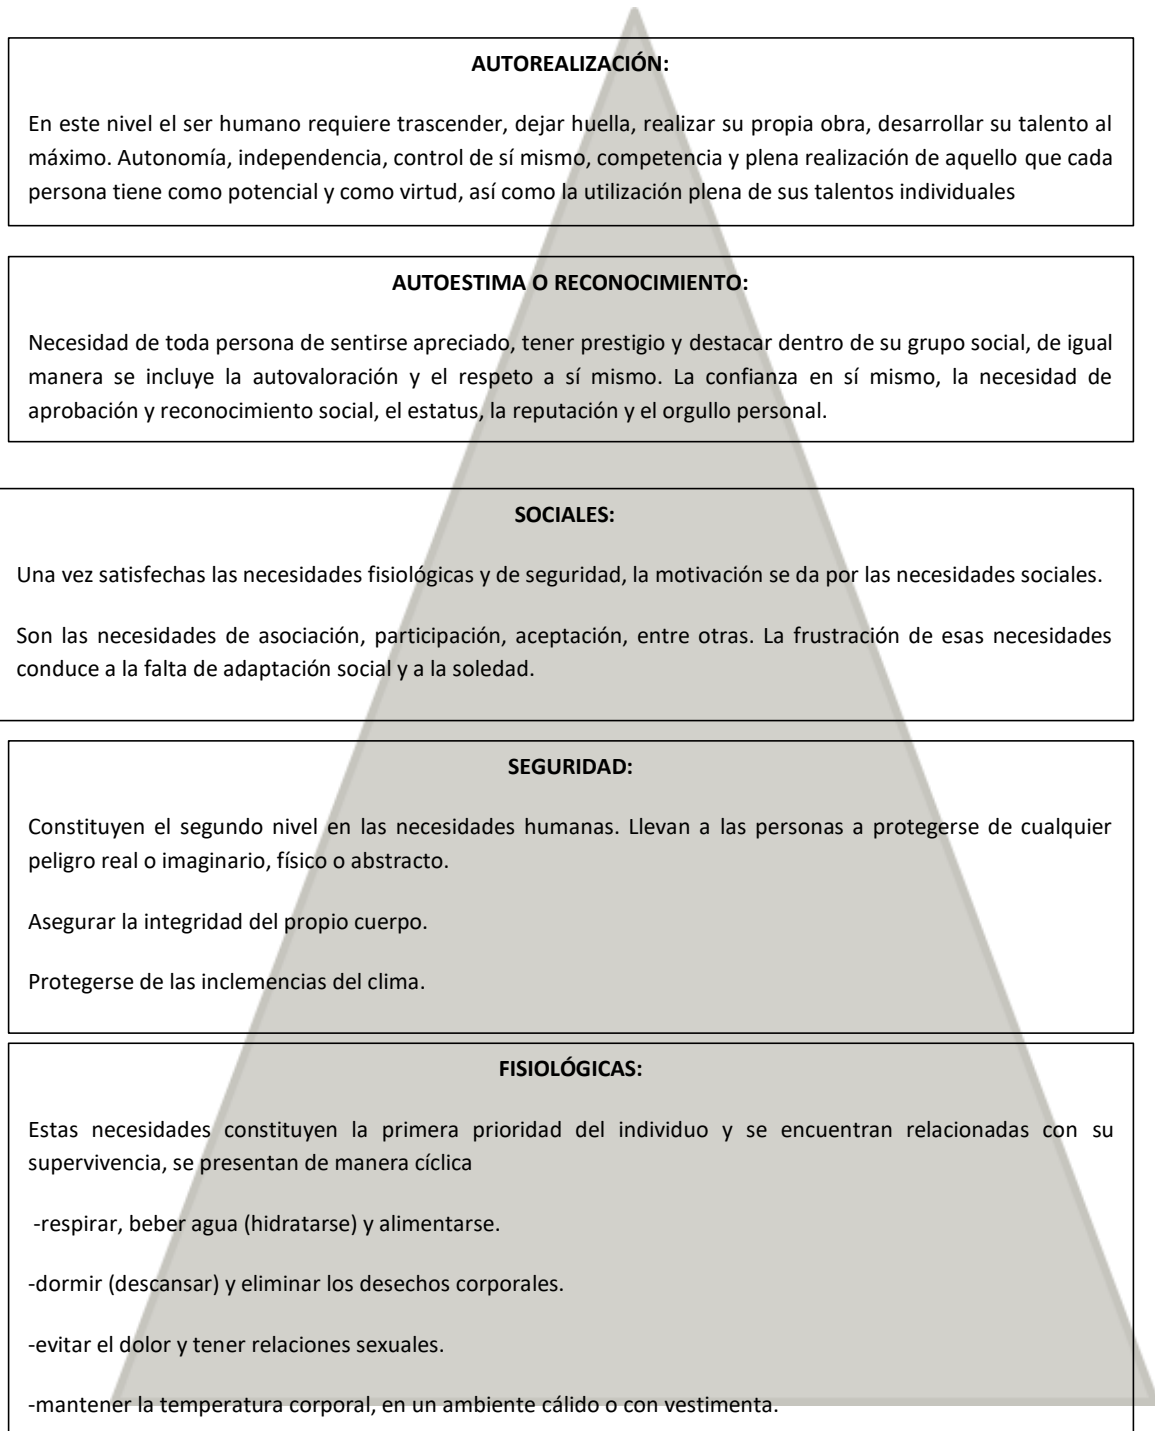 AUTOREALIZACIÓN:
En este nivel el ser humano requiere trascender, dejar huella, realizar su propia obra, desarrollar su talento al
máximo. Autonomía, independencia, control de sí mismo, competencia y plena realización de aquello que cada
persona tiene como potencial y como virtud, así como la utilización plena de sus talentos individuales
AUTOESTIMA O RECONOCIMIENTO:
Necesidad de toda persona de sentirse apreciado, tener prestigio y destacar dentro de su grupo social, de igual
manera se incluye la autovaloración y el respeto a sí mismo. La confianza en sí mismo, la necesidad de
aprobación y reconocimiento social, el estatus, la reputación y el orgullo personal.
SOCIALES:
Una vez satisfechas las necesidades fisiológicas y de seguridad, la motivación se da por las necesidades sociales.
Son las necesidades de asociación, participación, aceptación, entre otras. La frustración de esas necesidades
conduce a la falta de adaptación social y a la soledad.
SEGURIDAD:
Constituyen el segundo nivel en las necesidades humanas. Llevan a las personas a protegerse de cualquier
peligro real o imaginario, físico o abstracto.
Asegurar la integridad del propio cuerpo.
Protegerse de las inclemencias del clima.
FISIOLÓGICAS:
Estas necesidades constituyen la primera prioridad del individuo y se encuentran relacionadas con su
supervivencia, se presentan de manera cíclica
-respirar, beber agua (hidratarse) y alimentarse.
-dormir (descansar) y eliminar los desechos corporales.
-evitar el dolor y tener relaciones sexuales.
-mantener la temperatura corporal, en un ambiente cálido o con vestimenta.